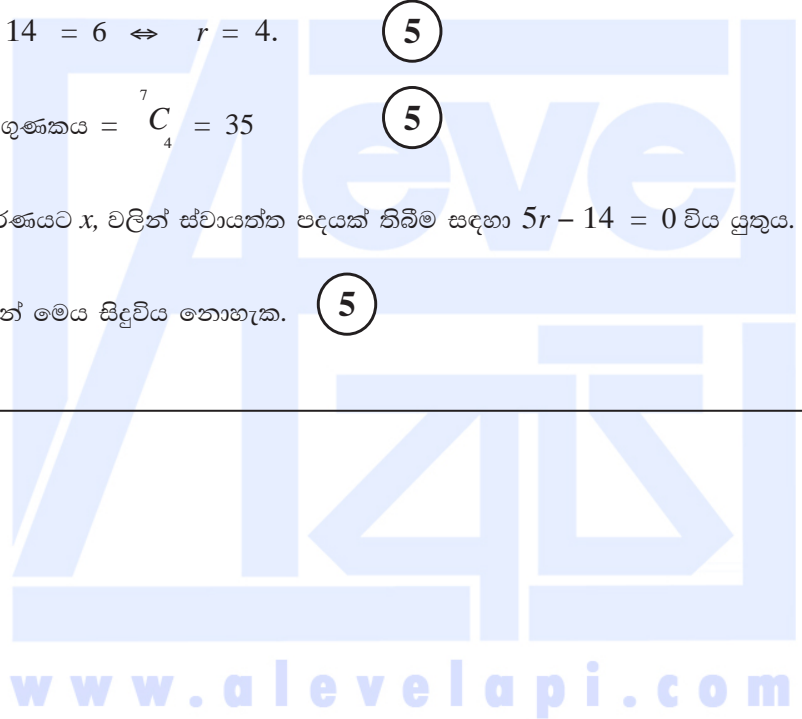 14 = 6 ⇔ r = 4. 5
ගුණකය = ⁷C₄ = 35 5
x, වලින් ස්වායත්ත පදයක් තිබීම සඳහා 5r – 14 = 0 විය යුතුය.
මෙය සිදුවිය නොහැක. 5
www.alevelapi.com